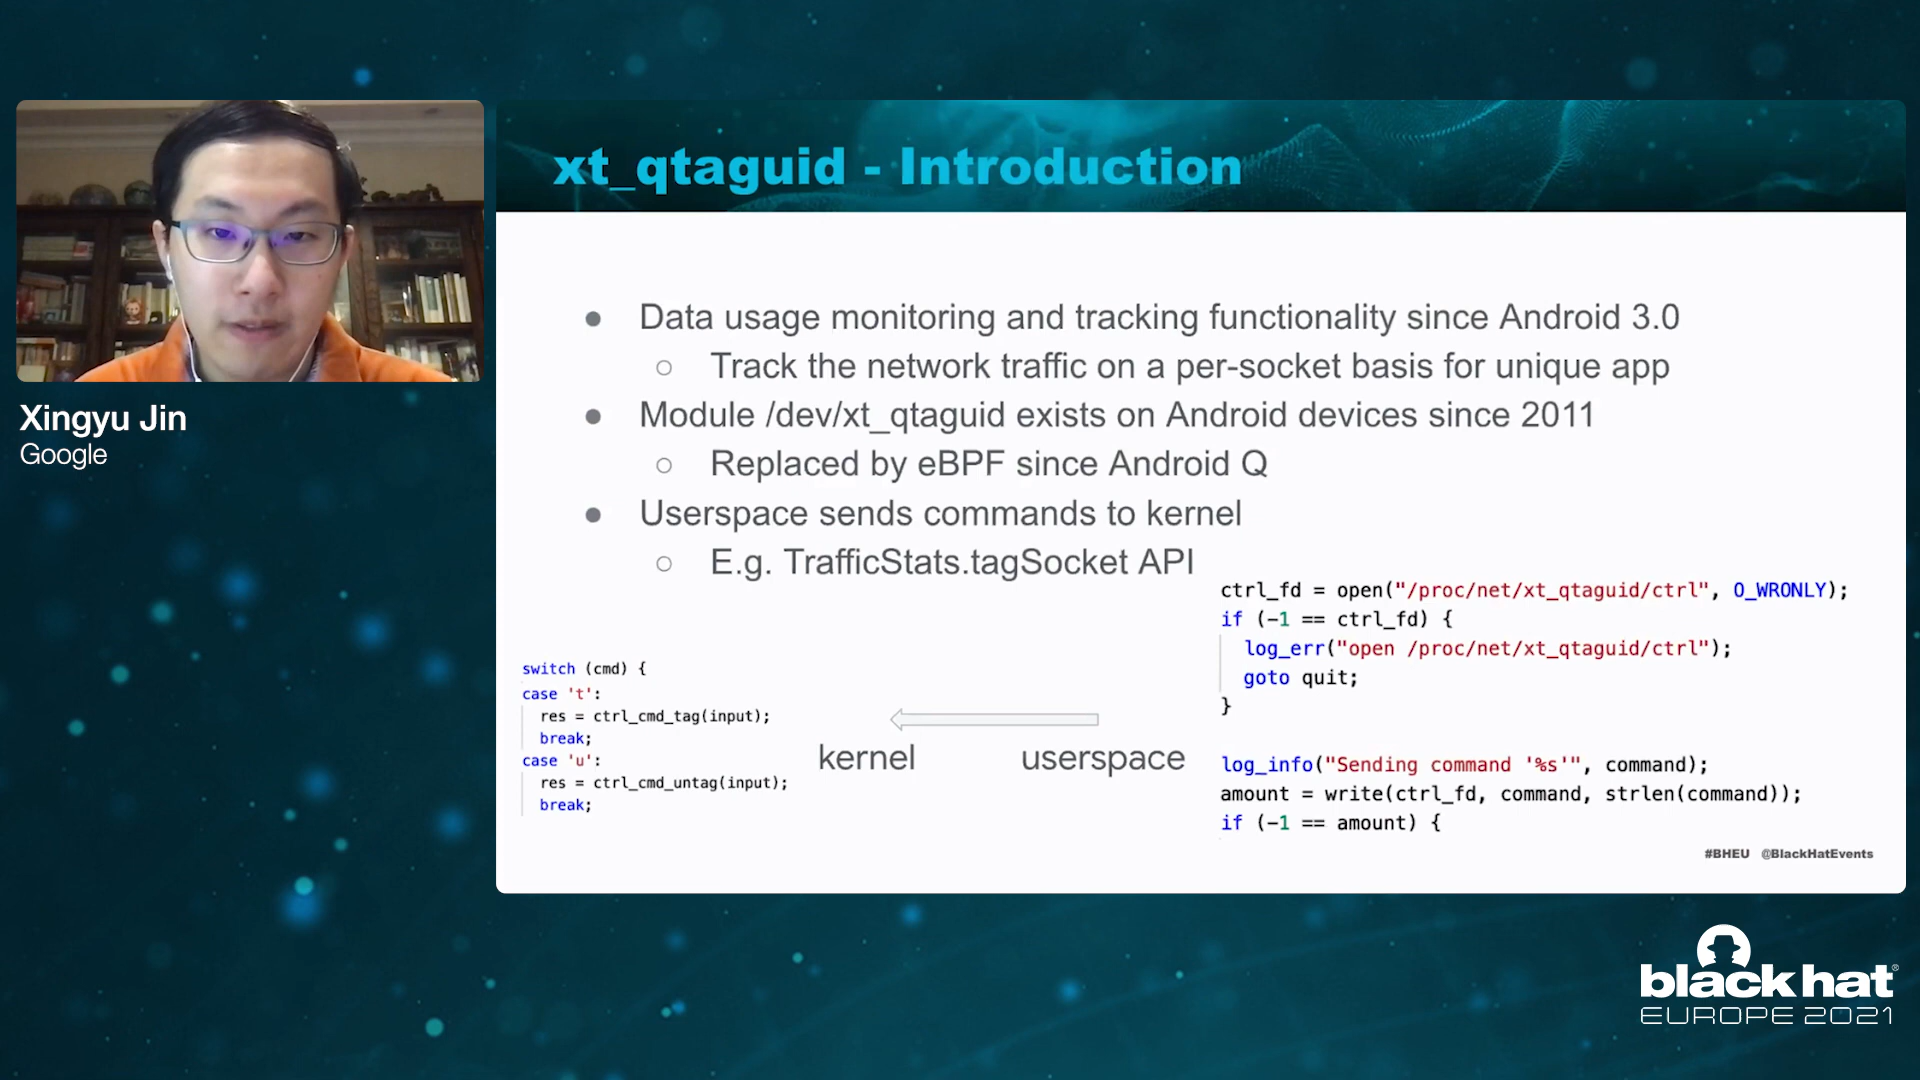 xt_qtaguid - Introduction
Xingyu Jin
Google
● Data usage monitoring and tracking functionality since Android 3.0
○ Track the network traffic on a per-socket basis for unique app
● Module /dev/xt_qtaguid exists on Android devices since 2011
○ Replaced by eBPF since Android Q
● Userspace sends commands to kernel
○ E.g. TrafficStats.tagSocket API
switch (cmd) {
case 't':
res = ctrl_cmd_tag(input);
break;
case 'u':
res = ctrl_cmd_untag(input);
break;
kernel
userspace
ctrl_fd = open("/proc/net/xt_qtaguid/ctrl", O_WRONLY);
if (-1 == ctrl_fd) {
log_err("open /proc/net/xt_qtaguid/ctrl");
goto quit;
}
log_info("Sending command '%s'", command);
amount = write(ctrl_fd, command, strlen(command));
if (-1 == amount) {
#BHEU @BlackHatEvents
black hat®
EUROPE 2021